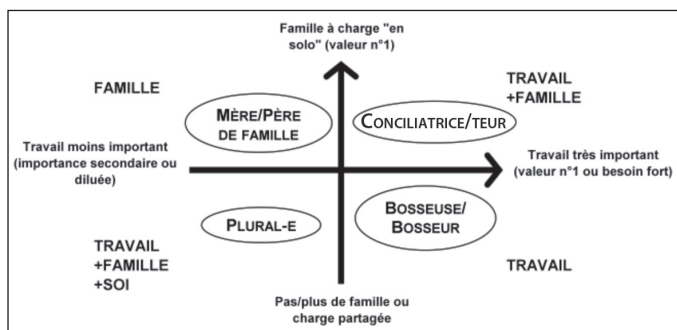 Famille à charge "en
solo" (valeur n°1)
FAMILLE
TRAVAIL
+FAMILLE
MÈRE/PÈRE
DE FAMILLE
CONCILIATRICE/TEUR
Travail moins important
(importance secondaire ou
diluée)
Travail très important
(valeur n°1 ou besoin fort)
PLURAL-E
BOSSEUSE/
BOSSEUR
TRAVAIL
+FAMILLE
+SOI
TRAVAIL
Pas/plus de famille ou
charge partagée